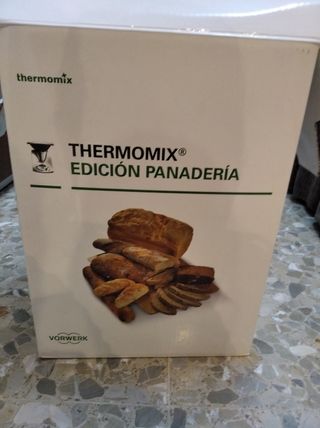 thermomix
THERMOMIX®
EDICIÓN PANADERÍA
VORWERK